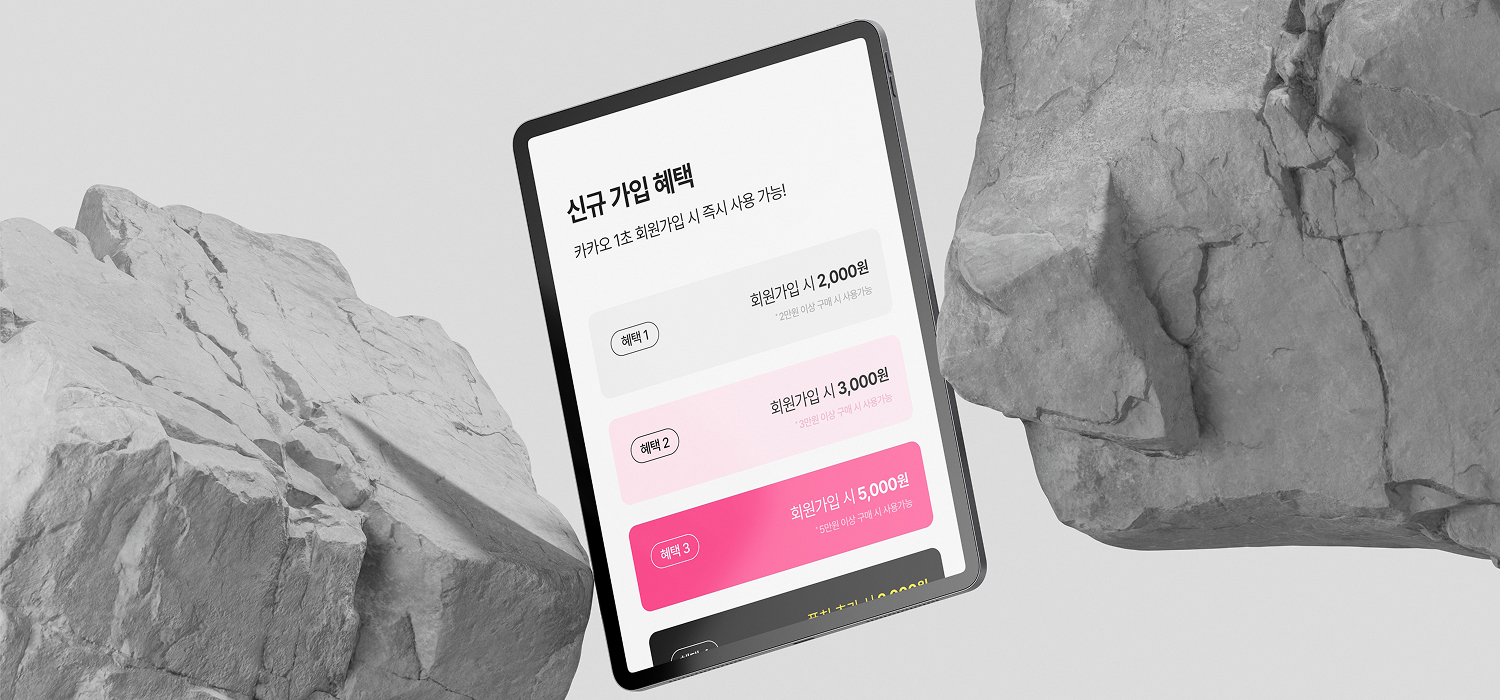 신규 가입 혜택
카카오 1초 회원가입 시 즉시 사용 가능!
혜택 1
회원가입 시 2,000원
*2만원 이상 구매 시 사용가능
혜택 2
회원가입 시 3,000원
*3만원 이상 구매 시 사용가능
혜택 3
회원가입 시 5,000원
*5만원 이상 구매 시 사용가능